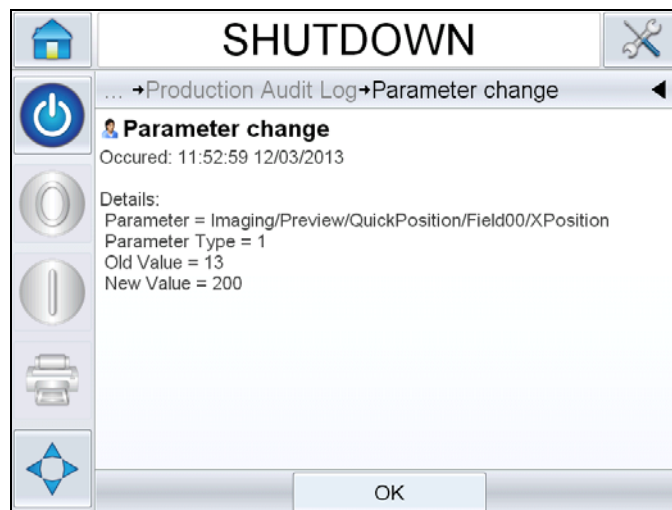 SHUTDOWN
... →Production Audit Log→Parameter change
Parameter change
Occured: 11:52:59 12/03/2013
Details:
Parameter = Imaging/Preview/QuickPosition/Field00/XPosition
Parameter Type = 1
Old Value = 13
New Value = 200
OK